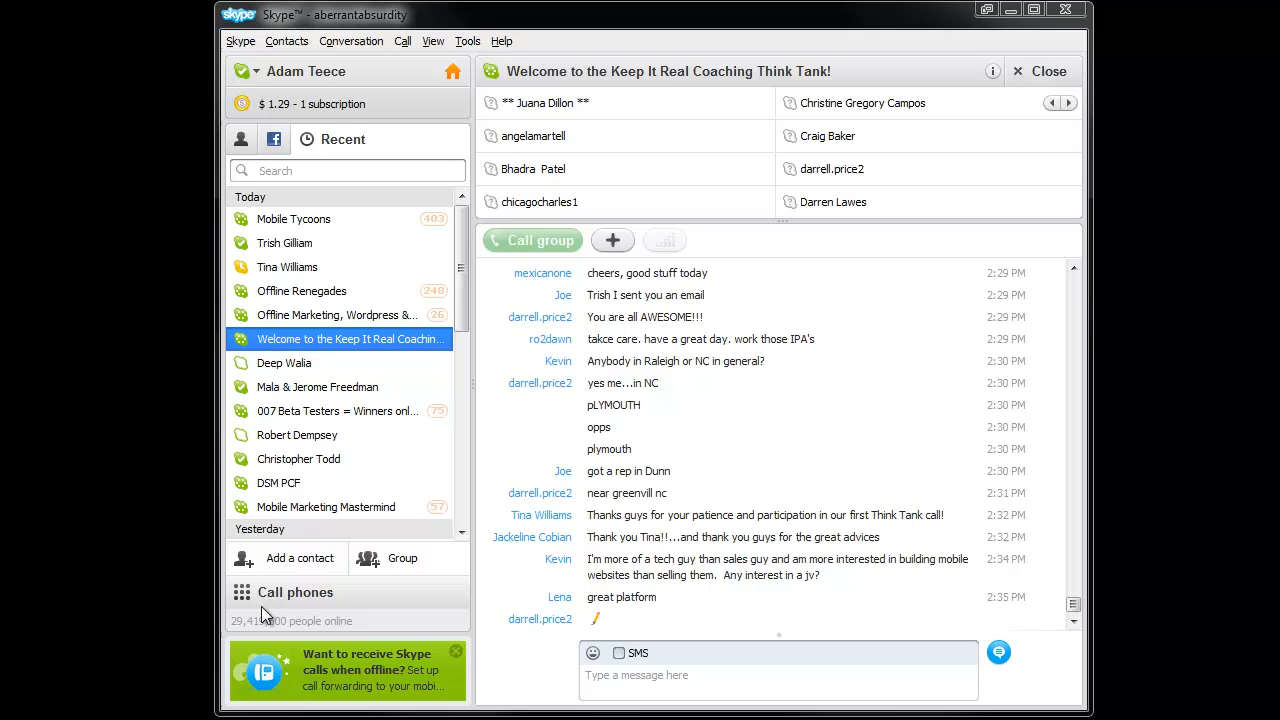 Skype™ - aberrantabsurdity
Skype Contacts Conversation Call View Tools Help
Adam Teece
$ 1.29 - 1 subscription
Recent
Search
Today
Mobile Tycoons 403
Trish Gilliam
Tina Williams
Offline Renegades 248
Offline Marketing, Wordpress &... 26
Welcome to the Keep It Real Coachin...
Deep Walia
Mala & Jerome Freedman
007 Beta Testers = Winners onl... 75
Robert Dempsey
Christopher Todd
DSM PCF
Mobile Marketing Mastermind 57
Yesterday
Add a contact Group
Call phones
people online
Want to receive Skype
calls when offline? Set up
call forwarding to your mobi...
Welcome to the Keep It Real Coaching Think Tank! Close
** Juana Dillon ** Christine Gregory Campos
angelamartell Craig Baker
Bhadra Patel darrell.price2
chicagocharles1 Darren Lawes
Call group
mexicanone cheers, good stuff today 2:29 PM
Joe Trish I sent you an email 2:29 PM
darrell.price2 You are all AWESOME!!! 2:29 PM
ro2dawn takce care. have a great day. work those IPA's 2:29 PM
Kevin Anybody in Raleigh or NC in general? 2:30 PM
darrell.price2 yes me...in NC 2:30 PM
pLYMOUTH 2:30 PM
opps 2:30 PM
plymouth 2:30 PM
Joe got a rep in Dunn 2:30 PM
darrell.price2 near greenvill nc 2:31 PM
Tina Williams Thanks guys for your patience and participation in our first Think Tank call! 2:32 PM
Jackeline Cobian Thank you Tina!!...and thank you guys for the great advices 2:32 PM
Kevin I'm more of a tech guy than sales guy and am more interested in building mobile 2:34 PM
websites than selling them. Any interest in a jv?
Lena great platform 2:35 PM
darrell.price2
SMS
Type a message here